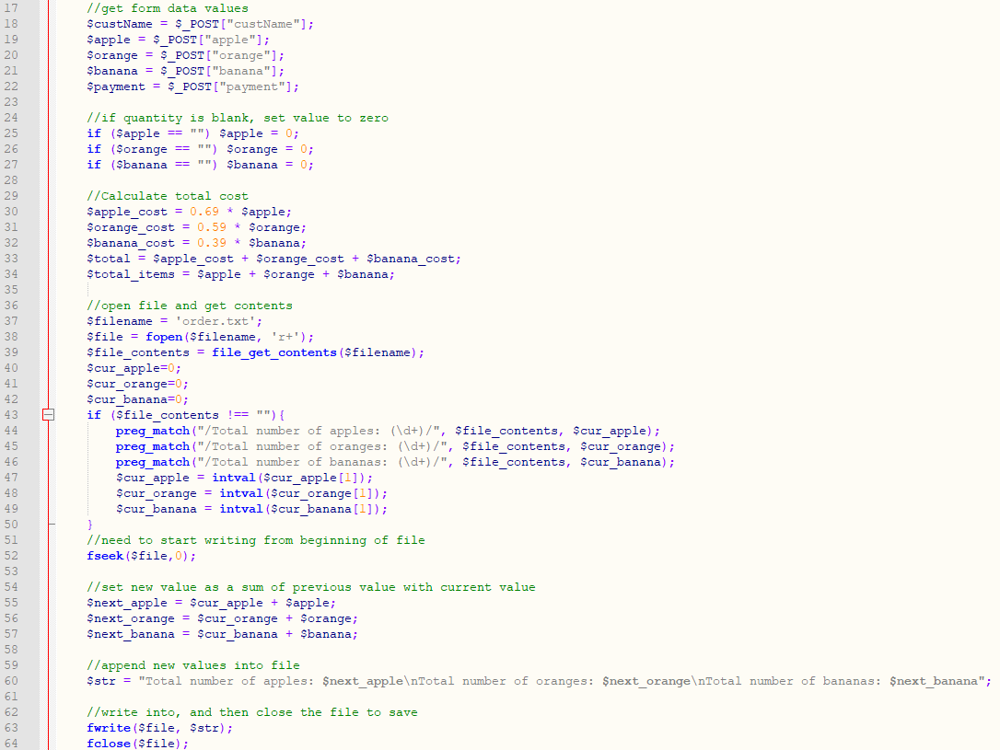 17 //get form data values
18 $custName = $_POST["custName"];
19 $apple = $_POST["apple"];
20 $orange = $_POST["orange"];
21 $banana = $_POST["banana"];
22 $payment = $_POST["payment"];
23
24 //if quantity is blank, set value to zero
25 if ($apple == "") $apple = 0;
26 if ($orange == "") $orange = 0;
27 if ($banana == "") $banana = 0;
28
29 //Calculate total cost
30 $apple_cost = 0.69 * $apple;
31 $orange_cost = 0.59 * $orange;
32 $banana_cost = 0.39 * $banana;
33 $total = $apple_cost + $orange_cost + $banana_cost;
34 $total_items = $apple + $orange + $banana;
35
36 //open file and get contents
37 $filename = 'order.txt';
38 $file = fopen($filename, 'r+');
39 $file_contents = file_get_contents($filename);
40 $cur_apple=0;
41 $cur_orange=0;
42 $cur_banana=0;
43 if ($file_contents !== ""){
44 preg_match("/Total number of apples: (\d+)/", $file_contents, $cur_apple);
45 preg_match("/Total number of oranges: (\d+)/", $file_contents, $cur_orange);
46 preg_match("/Total number of bananas: (\d+)/", $file_contents, $cur_banana);
47 $cur_apple = intval($cur_apple[1]);
48 $cur_orange = intval($cur_orange[1]);
49 $cur_banana = intval($cur_banana[1]);
50 }
51 //need to start writing from beginning of file
52 fseek($file,0);
53
54 //set new value as a sum of previous value with current value
55 $next_apple = $cur_apple + $apple;
56 $next_orange = $cur_orange + $orange;
57 $next_banana = $cur_banana + $banana;
58
59 //append new values into file
60 $str = "Total number of apples: $next_apple\nTotal number of oranges: $next_orange\nTotal number of bananas: $next_banana";
61
62 //write into, and then close the file to save
63 fwrite($file, $str);
64 fclose($file);